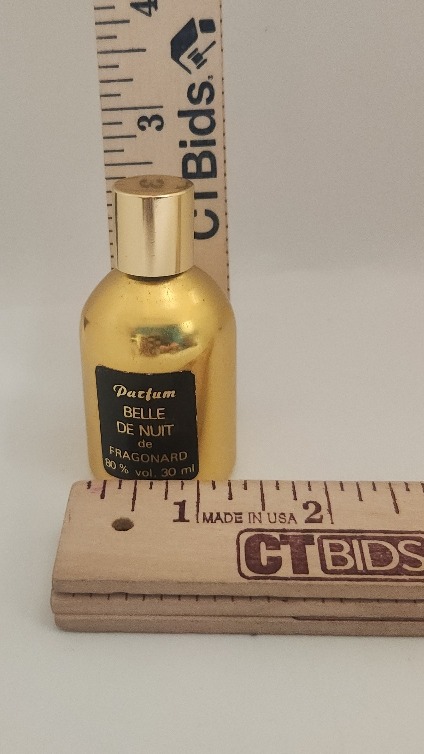 4
3
CTBids.
Parfum
BELLE
DE NUIT
de
FRAGONARD
80 % vol. 30 ml
1 MADE IN USA 2
CTBIDS